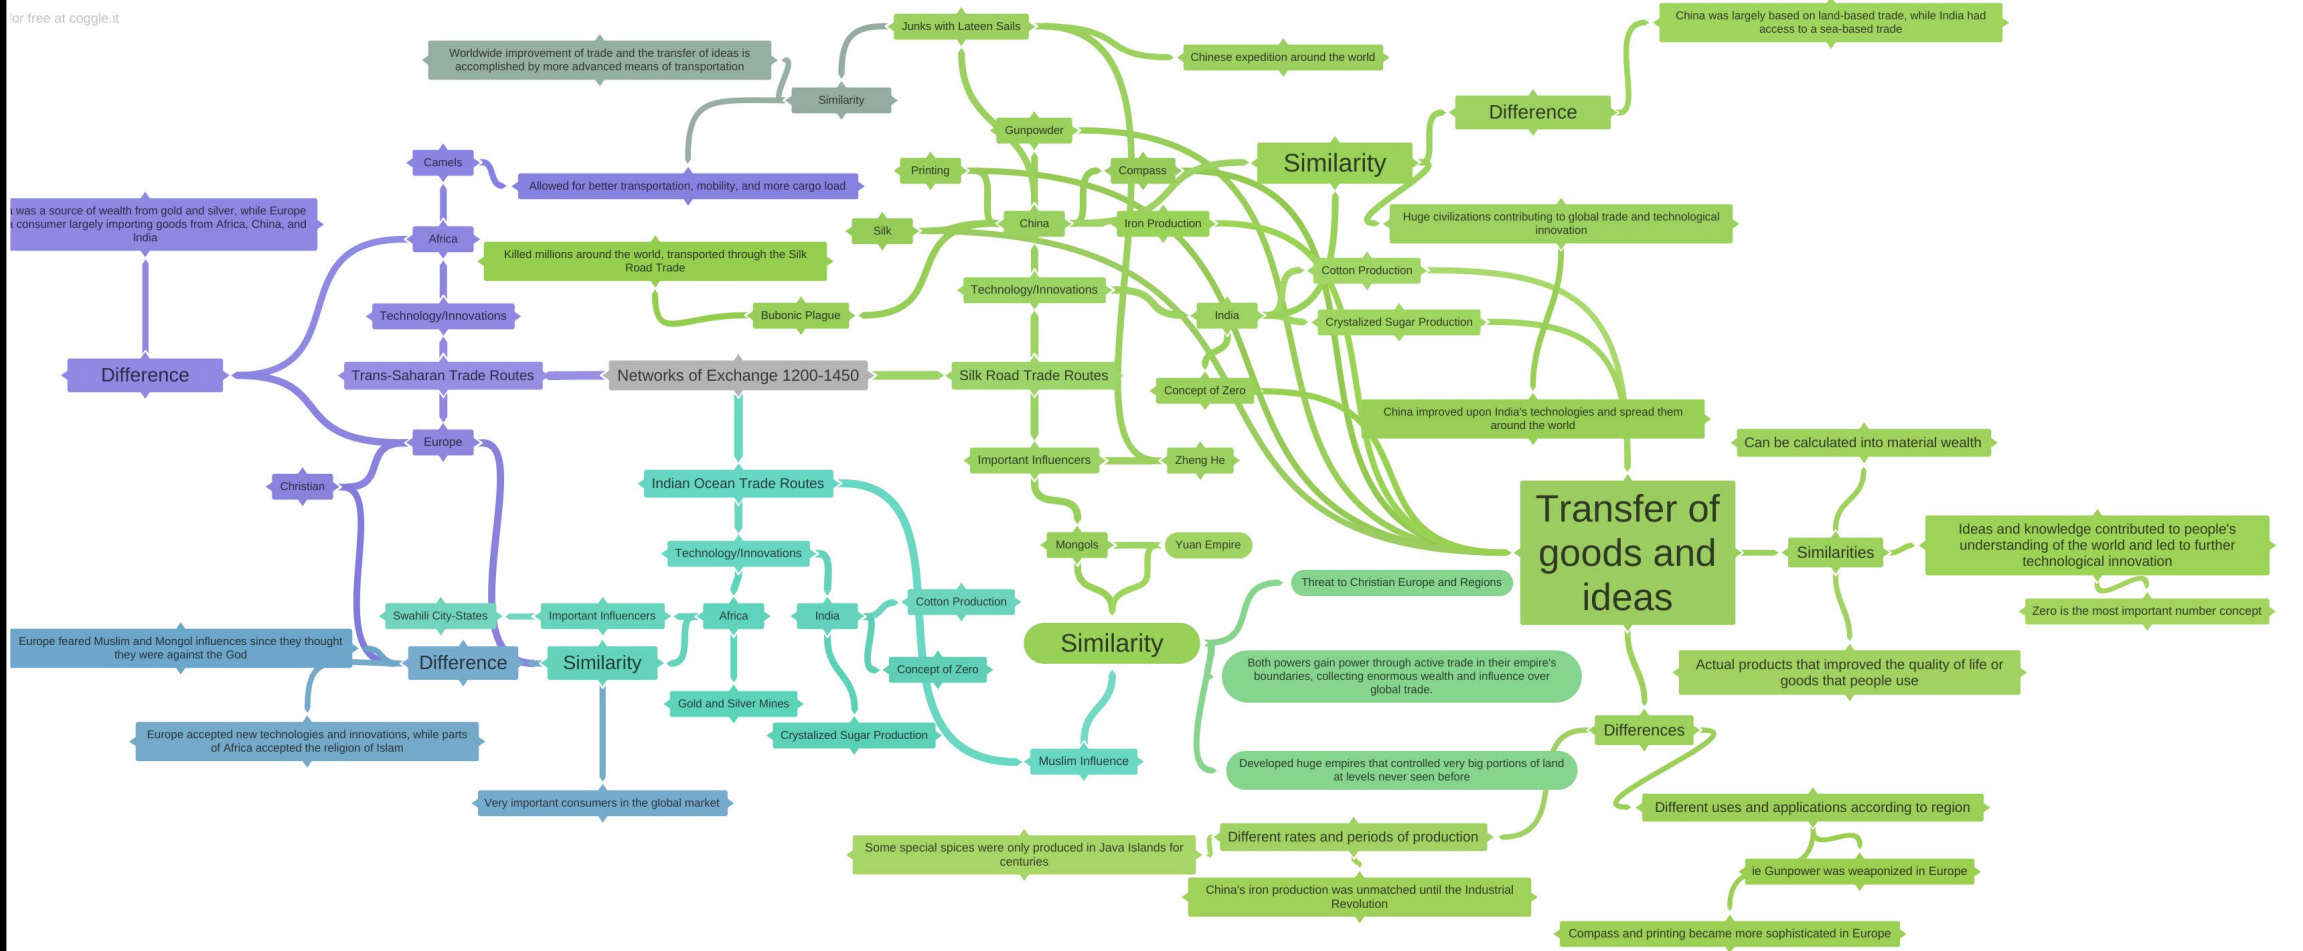 for free at coggle.it
Junks with Lateen Sails
China was largely based on land-based trade, while India had
access to a sea-based trade
Worldwide improvement of trade and the transfer of ideas is
accomplished by more advanced means of transportation
Chinese expedition around the world
Similarity
Difference
Gunpowder
Camels
Printing
Compass
Similarity
Allowed for better transportation, mobility, and more cargo load
was a source of wealth from gold and silver, while Europe
consumer largely importing goods from Africa, China, and
India
Africa
Silk
China
Iron Production
Huge civilizations contributing to global trade and technological
innovation
Killed millions around the world, transported through the Silk
Road Trade
Cotton Production
Technology/Innovations
Technology/Innovations
Bubonic Plague
India
Crystalized Sugar Production
Difference
Trans-Saharan Trade Routes
Networks of Exchange 1200-1450
Silk Road Trade Routes
Concept of Zero
China improved upon India's technologies and spread them
around the world
Europe
Can be calculated into material wealth
Important Influencers
Zheng He
Christian
Indian Ocean Trade Routes
Transfer of
goods and
ideas
Similarities
Ideas and knowledge contributed to people's
understanding of the world and led to further
technological innovation
Technology/Innovations
Mongols
Yuan Empire
Threat to Christian Europe and Regions
Zero is the most important number concept
Swahili City-States
Important Influencers
Africa
India
Cotton Production
Europe feared Muslim and Mongol influences since they thought
they were against the God
Difference
Similarity
Similarity
Concept of Zero
Both powers gain power through active trade in their empire's
boundaries, collecting enormous wealth and influence over
global trade.
Actual products that improved the quality of life or
goods that people use
Gold and Silver Mines
Crystalized Sugar Production
Differences
Europe accepted new technologies and innovations, while parts
of Africa accepted the religion of Islam
Muslim Influence
Developed huge empires that controlled very big portions of land
at levels never seen before
Very important consumers in the global market
Different uses and applications according to region
Different rates and periods of production
Some special spices were only produced in Java Islands for
centuries
ie Gunpower was weaponized in Europe
China's iron production was unmatched until the Industrial
Revolution
Compass and printing became more sophisticated in Europe